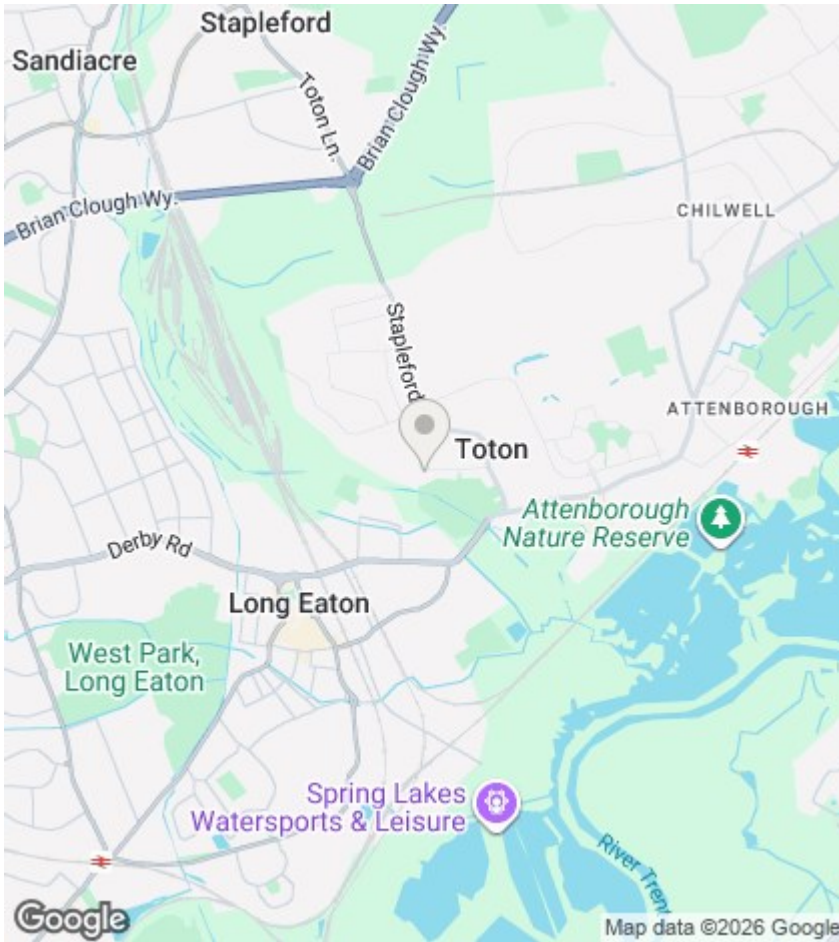 Stapleford
Sandiacre
Toton Ln.
Brian Clough Wy.
Brian Clough Wy.
CHILWELL
Stapleford
ATTENBOROUGH
Toton
Attenborough
Nature Reserve
Derby Rd
Long Eaton
West Park,
Long Eaton
Spring Lakes
Watersports & Leisure
River Tren
Google
Map data ©2026 Google